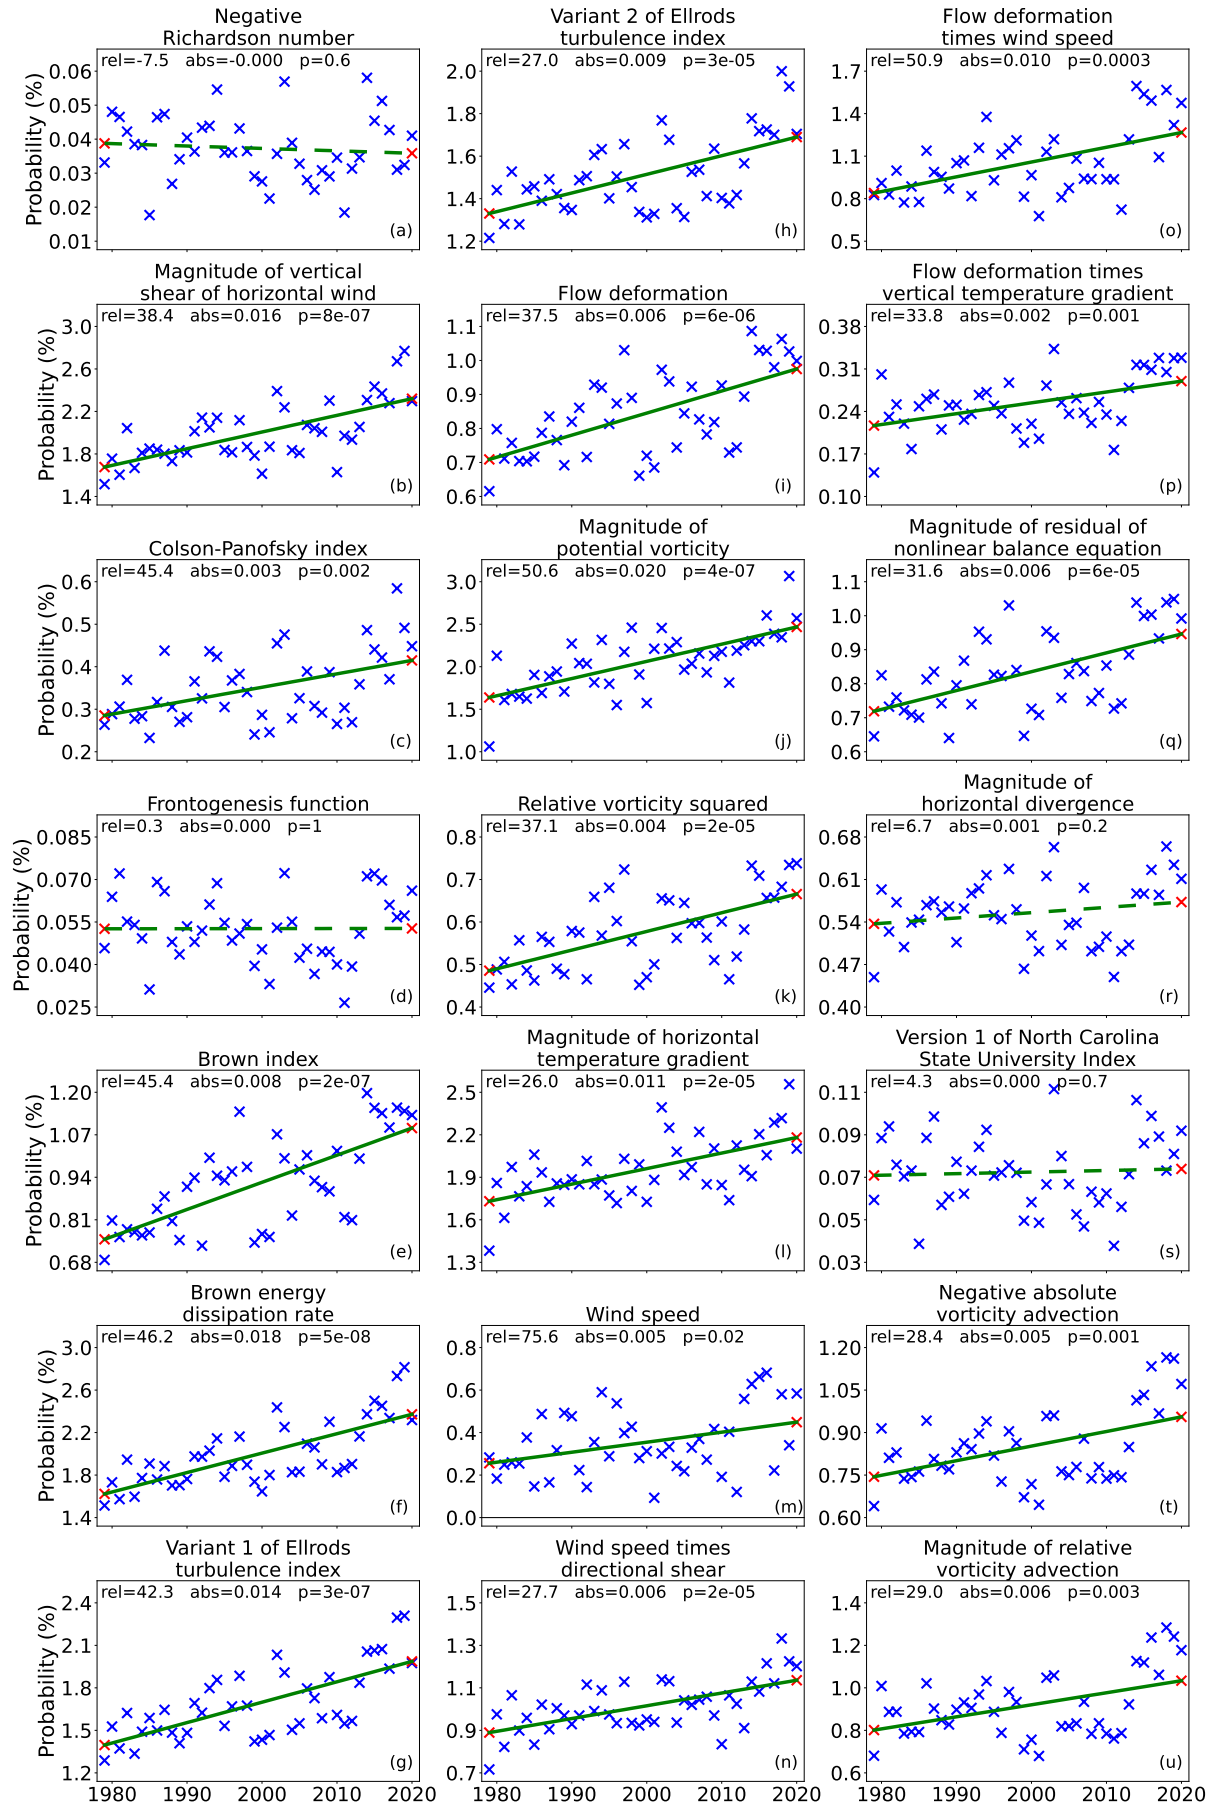 Negative
Richardson number
rel=-7.5 abs=-0.000 p=0.6
Probability (%)
0.06
0.05
0.04
0.03
0.02
0.01
(a)
Variant 2 of Ellrods
turbulence index
rel=27.0 abs=0.009 p=3e-05
2.0
1.8
1.6
1.4
1.2
(h)
Flow deformation
times wind speed
rel=50.9 abs=0.010 p=0.0003
1.7
1.4
1.1
0.8
0.5
(o)
Magnitude of vertical
shear of horizontal wind
rel=38.4 abs=0.016 p=8e-07
Probability (%)
3.0
2.6
2.2
1.8
1.4
(b)
Flow deformation
rel=37.5 abs=0.006 p=6e-06
1.1
1.0
0.9
0.8
0.7
0.6
(i)
Flow deformation times
vertical temperature gradient
rel=33.8 abs=0.002 p=0.001
0.38
0.31
0.24
0.17
0.10
(p)
Colson-Panofsky index
rel=45.4 abs=0.003 p=0.002
Probability (%)
0.6
0.5
0.4
0.3
0.2
(c)
Magnitude of
potential vorticity
rel=50.6 abs=0.020 p=4e-07
3.0
2.5
2.0
1.5
1.0
(j)
Magnitude of residual of
nonlinear balance equation
rel=31.6 abs=0.006 p=6e-05
1.1
1.0
0.9
0.8
0.7
0.6
(q)
Frontogenesis function
rel=0.3 abs=0.000 p=1
Probability (%)
0.085
0.070
0.055
0.040
0.025
(d)
Relative vorticity squared
rel=37.1 abs=0.004 p=2e-05
0.8
0.7
0.6
0.5
0.4
(k)
Magnitude of
horizontal divergence
rel=6.7 abs=0.001 p=0.2
0.68
0.61
0.54
0.47
0.40
(r)
Brown index
rel=45.4 abs=0.008 p=2e-07
Probability (%)
1.20
1.07
0.94
0.81
0.68
(e)
Magnitude of horizontal
temperature gradient
rel=26.0 abs=0.011 p=2e-05
2.5
2.2
1.9
1.6
1.3
(l)
Version 1 of North Carolina
State University Index
rel=4.3 abs=0.000 p=0.7
0.11
0.09
0.07
0.05
0.03
(s)
Brown energy
dissipation rate
rel=46.2 abs=0.018 p=5e-08
Probability (%)
3.0
2.6
2.2
1.8
1.4
(f)
Wind speed
rel=75.6 abs=0.005 p=0.02
0.8
0.6
0.4
0.2
0.0
(m)
Negative absolute
vorticity advection
rel=28.4 abs=0.005 p=0.001
1.20
1.05
0.90
0.75
0.60
(t)
Variant 1 of Ellrods
turbulence index
rel=42.3 abs=0.014 p=3e-07
Probability (%)
2.4
2.1
1.8
1.5
1.2
(g)
1980 1990 2000 2010 2020
Wind speed times
directional shear
rel=27.7 abs=0.006 p=2e-05
1.5
1.3
1.1
0.9
0.7
(n)
1980 1990 2000 2010 2020
Magnitude of relative
vorticity advection
rel=29.0 abs=0.006 p=0.003
1.4
1.2
1.0
0.8
0.6
(u)
1980 1990 2000 2010 2020